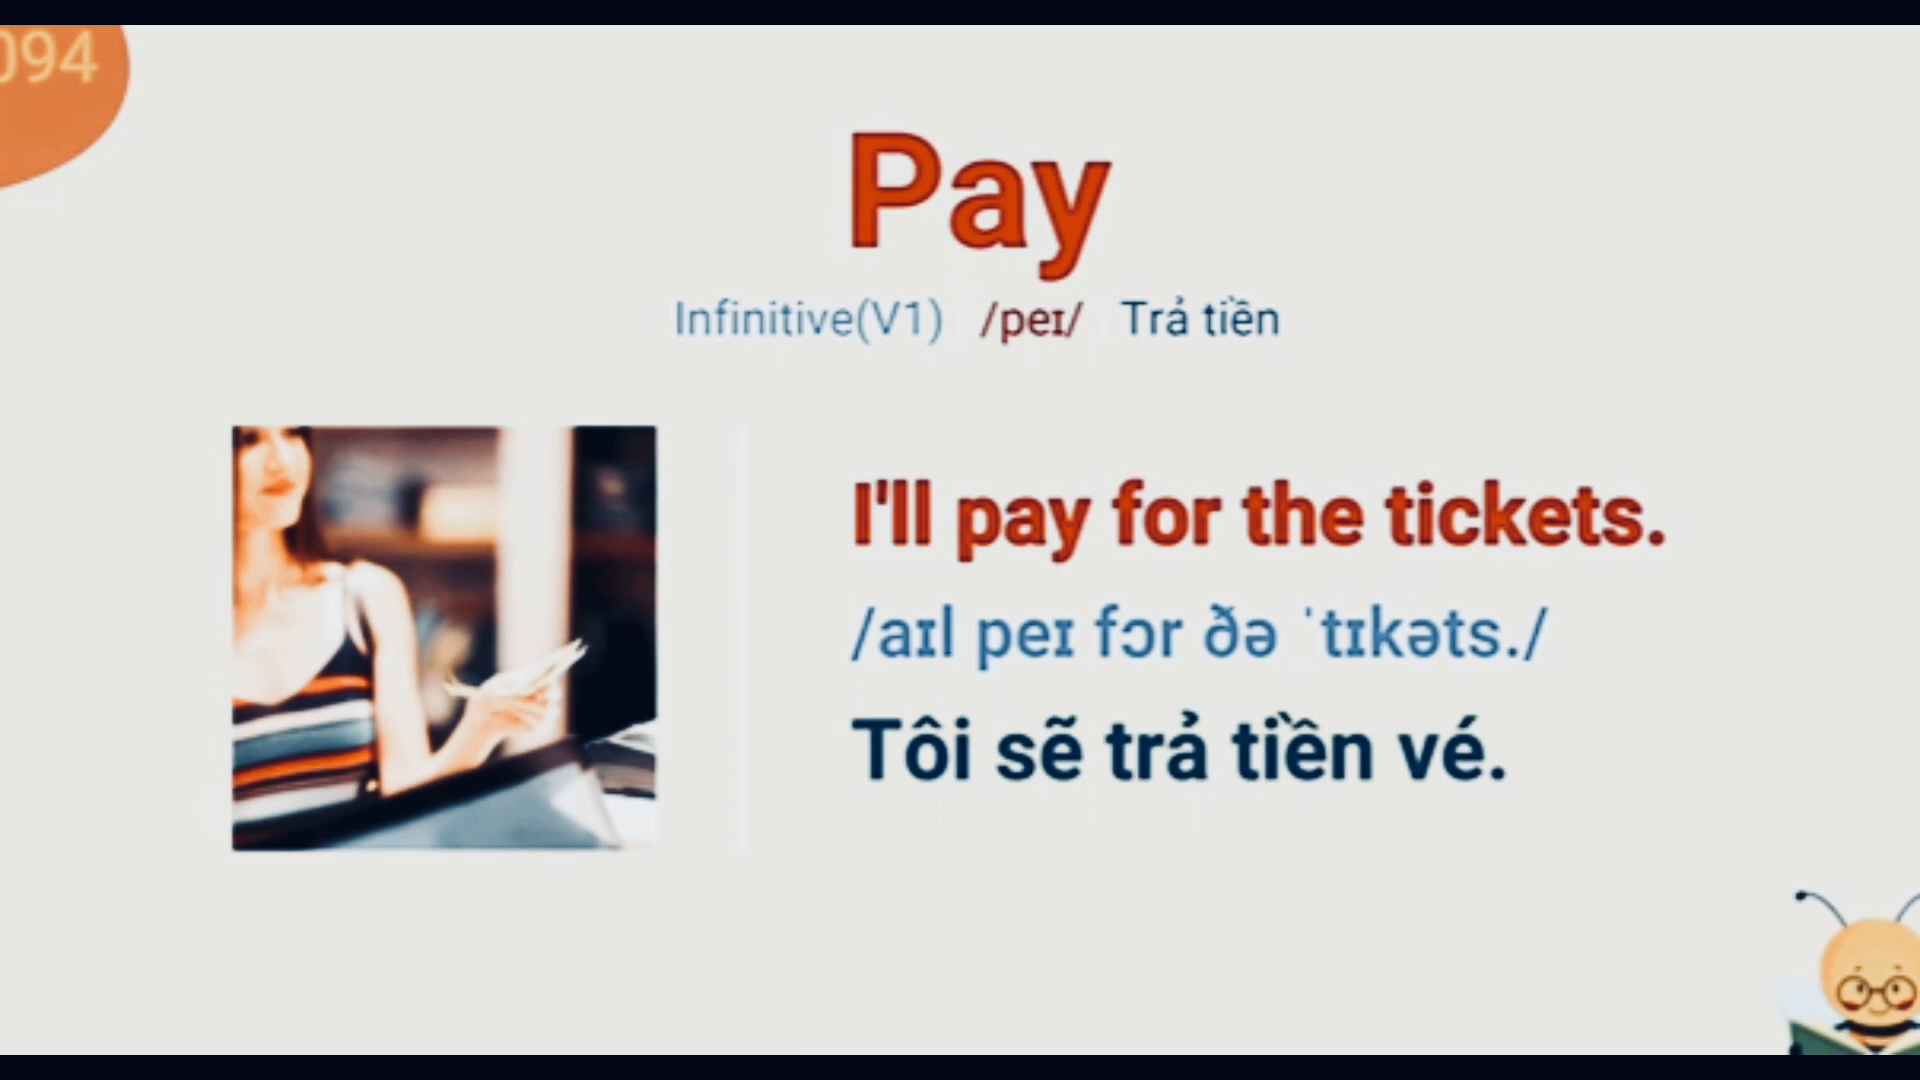 094
Pay
Infinitive(V1) /peɪ/ Trả tiền
I'll pay for the tickets.
/aɪl peɪ fɔr ðə ˈtɪkəts./
Tôi sẽ trả tiền vé.